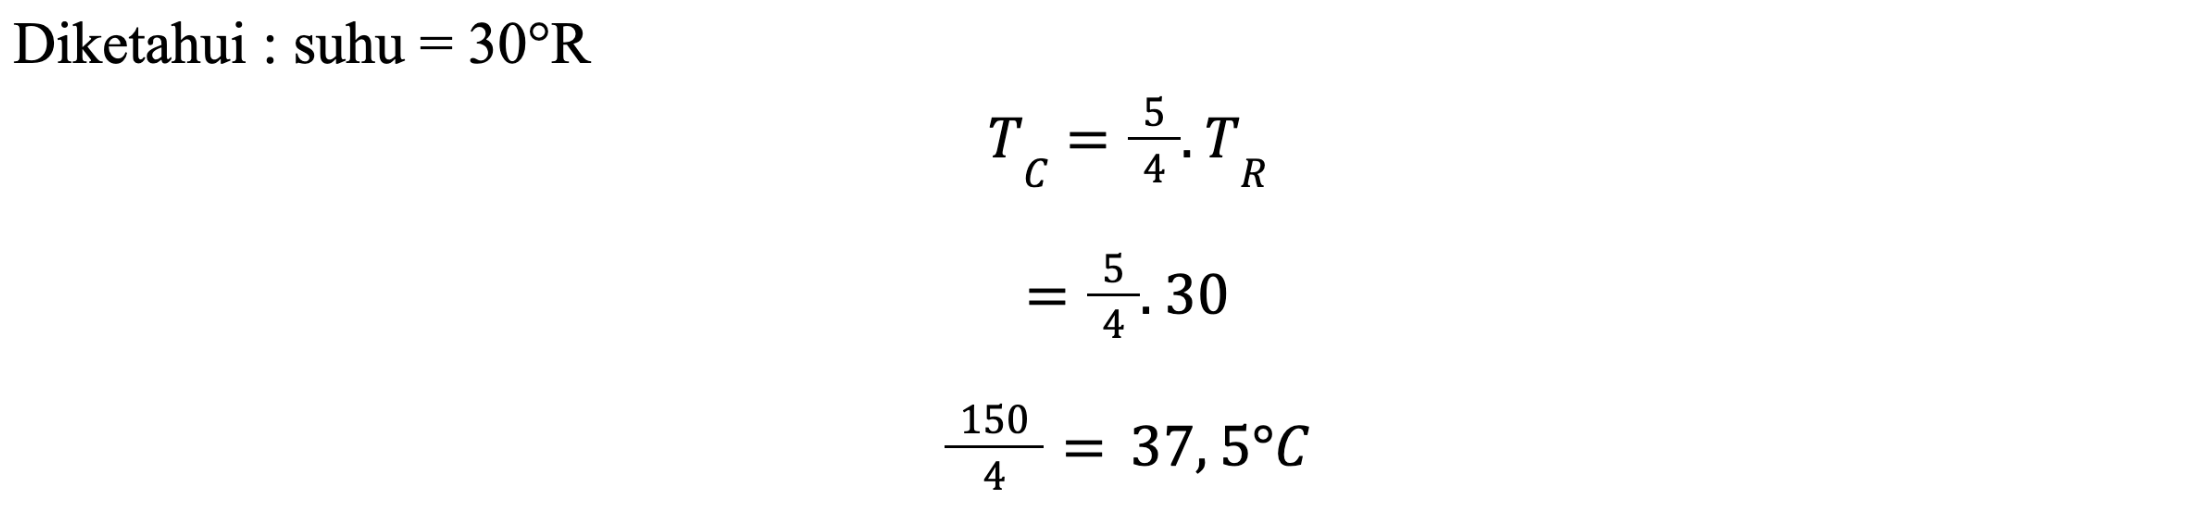 Diketahui : suhu = 30°R
T_C = 5/4 . T_R
= 5/4 . 30
150/4 = 37,5°C